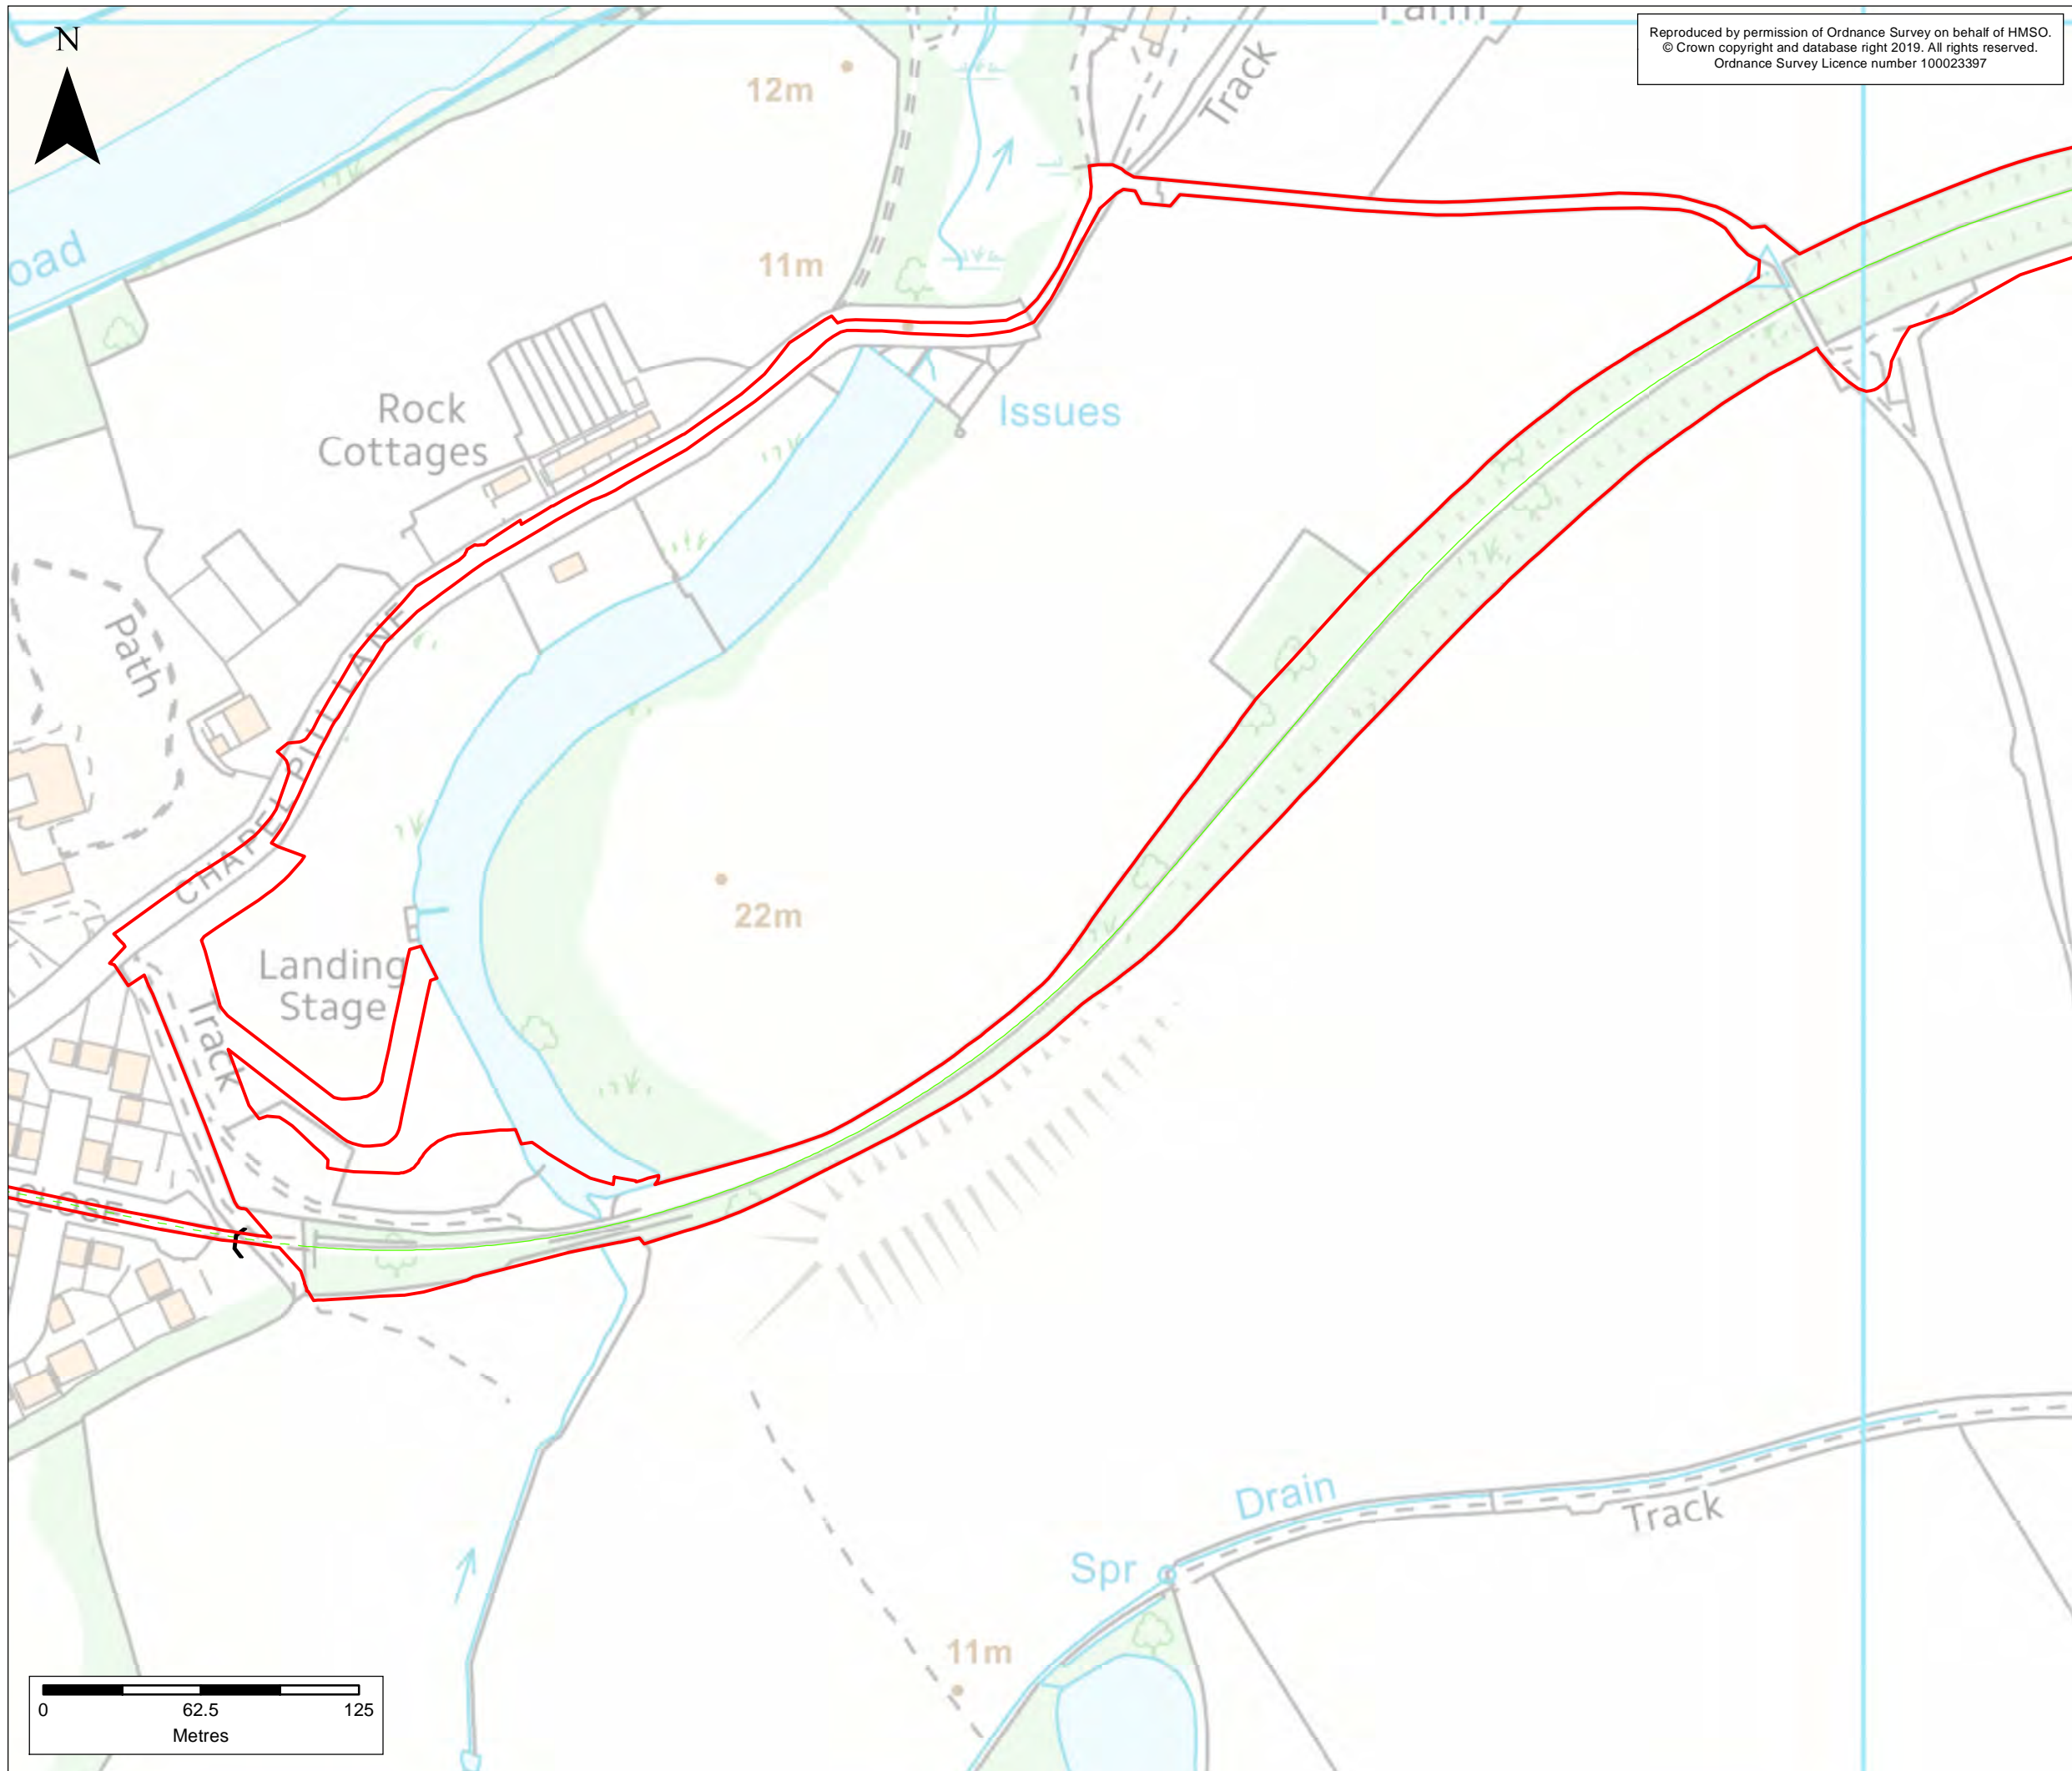 N
Farm
Reproduced by permission of Ordnance Survey on behalf of HMSO.
© Crown copyright and database right 2019. All rights reserved.
Ordnance Survey Licence number 100023397
12m
Track
11m
oad
Rock
Cottages
Issues
Path
CHAPEL PILL LANE
22m
Landing
Stage
Track
CLOSE
Drain
Track
Spr
11m
0 62.5 125
Metres